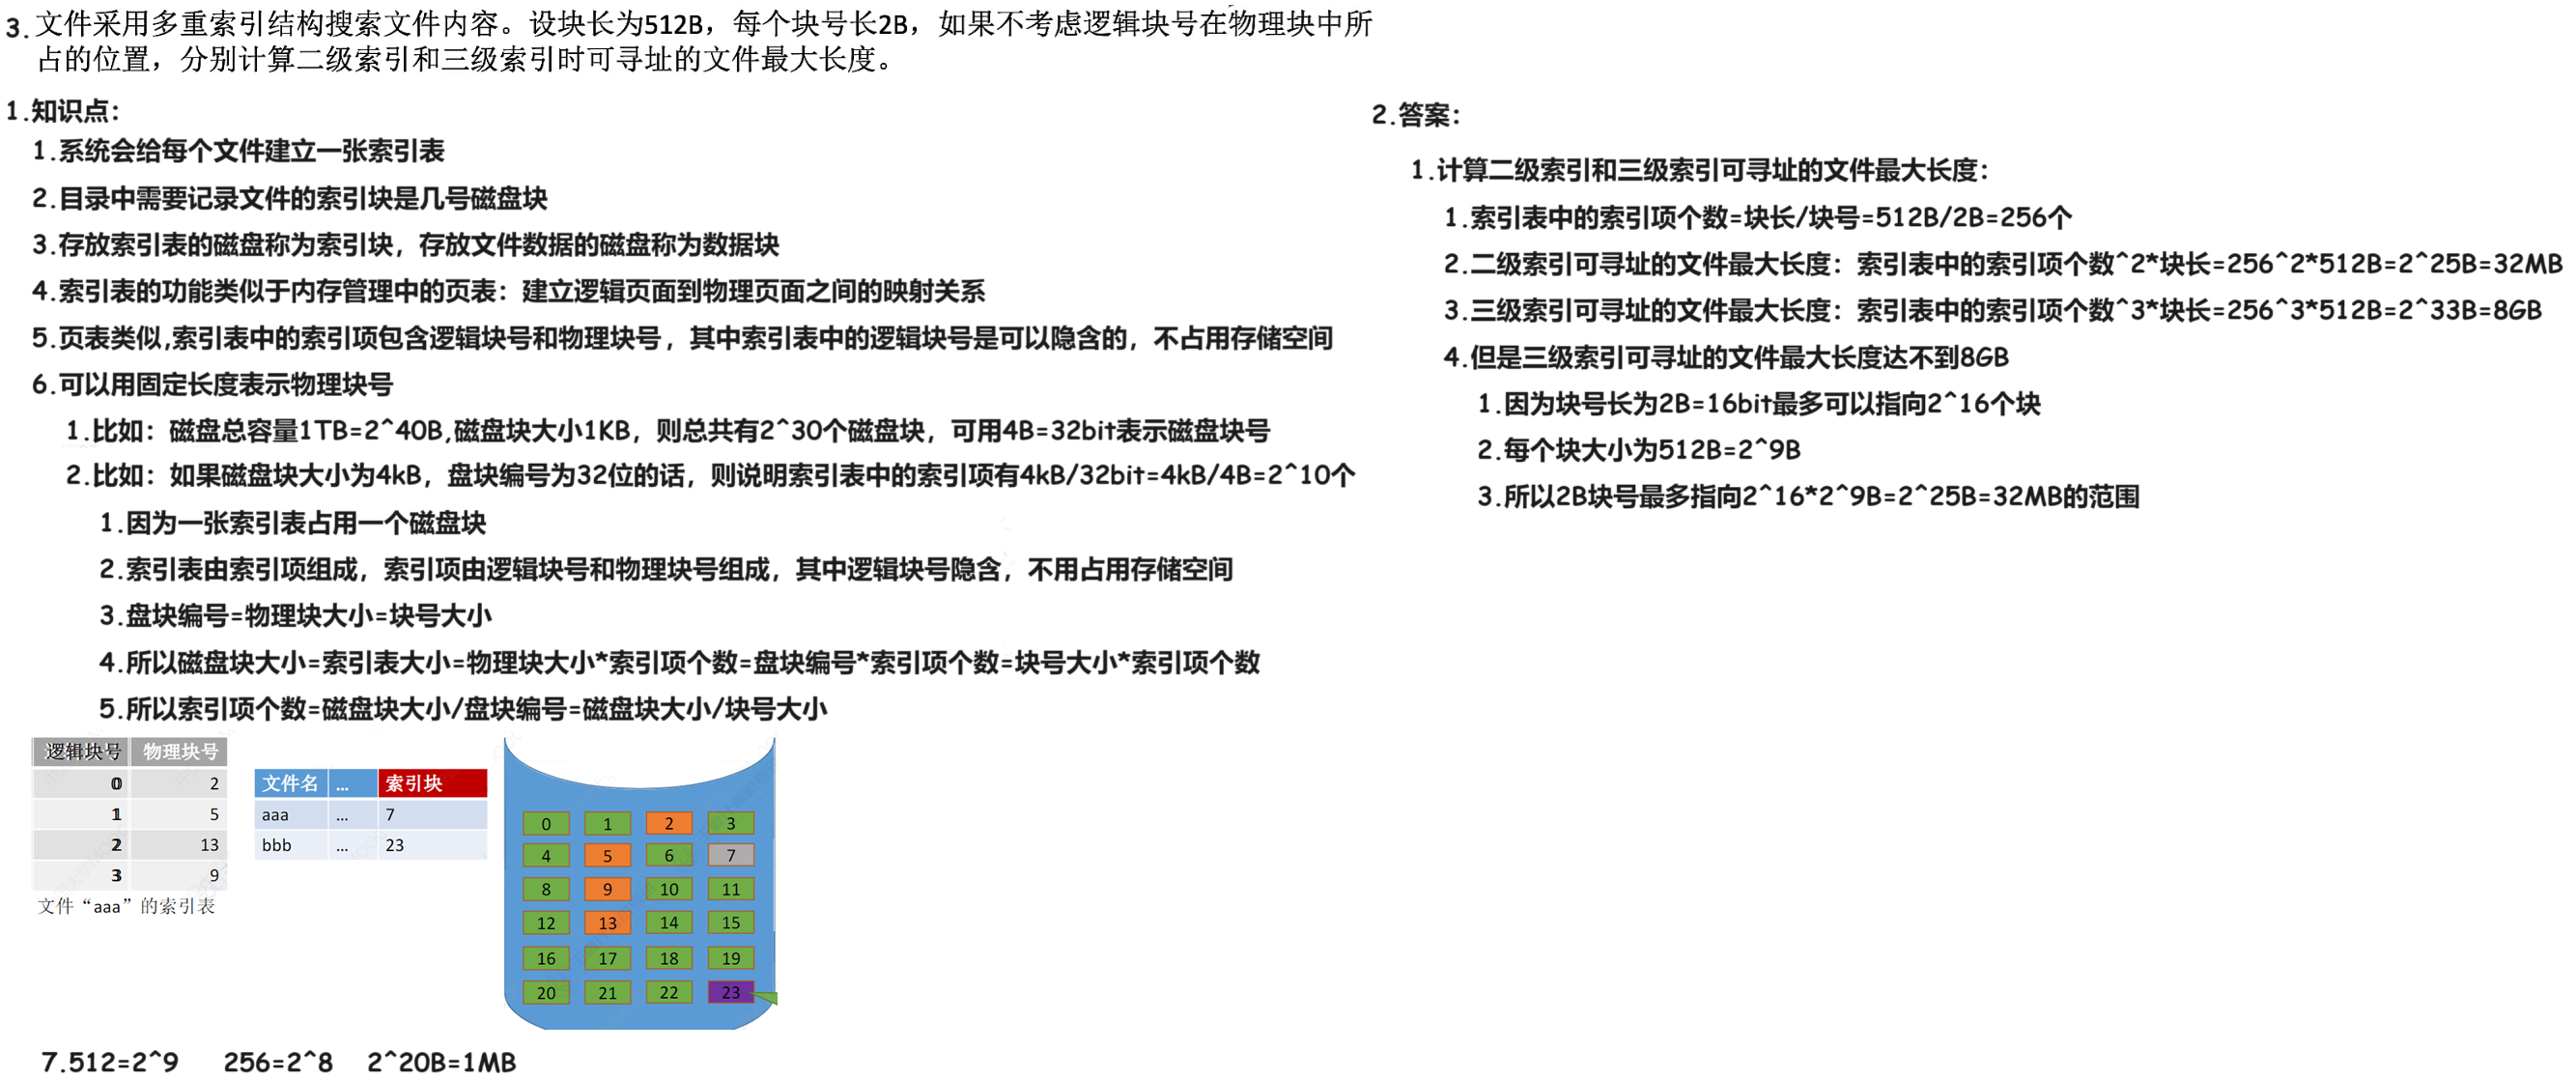 3. 文件采用多重索引结构搜索文件内容。设块长为512B，每个块号长2B，如果不考虑逻辑块号在物理块中所
占的位置，分别计算二级索引和三级索引时可寻址的文件最大长度。
1.知识点：
1.系统会给每个文件建立一张索引表
2.目录中需要记录文件的索引块是几号磁盘块
3.存放索引表的磁盘称为索引块，存放文件数据的磁盘称为数据块
4.索引表的功能类似于内存管理中的页表：建立逻辑页面到物理页面之间的映射关系
5.页表类似,索引表中的索引项包含逻辑块号和物理块号，其中索引表中的逻辑块号是可以隐含的，不占用存储空间
6.可以用固定长度表示物理块号
1.比如：磁盘总容量1TB=2^40B,磁盘块大小1KB，则总共有2^30个磁盘块，可用4B=32bit表示磁盘块号
2.比如：如果磁盘块大小为4kB，盘块编号为32位的话，则说明索引表中的索引项有4kB/32bit=4kB/4B=2^10个
1.因为一张索引表占用一个磁盘块
2.索引表由索引项组成，索引项由逻辑块号和物理块号组成，其中逻辑块号隐含，不用占用存储空间
3.盘块编号=物理块大小=块号大小
4.所以磁盘块大小=索引表大小=物理块大小*索引项个数=盘块编号*索引项个数=块号大小*索引项个数
5.所以索引项个数=磁盘块大小/盘块编号=磁盘块大小/块号大小
逻辑块号 物理块号
0 2
1 5
2 13
3 9
文件“aaa”的索引表
文件名 ... 索引块
aaa ... 7
bbb ... 23
0 1 2 3
4 5 6 7
8 9 10 11
12 13 14 15
16 17 18 19
20 21 22 23
7.512=2^9 256=2^8 2^20B=1MB
2.答案：
1.计算二级索引和三级索引可寻址的文件最大长度：
1.索引表中的索引项个数=块长/块号=512B/2B=256个
2.二级索引可寻址的文件最大长度：索引表中的索引项个数^2*块长=256^2*512B=2^25B=32MB
3.三级索引可寻址的文件最大长度：索引表中的索引项个数^3*块长=256^3*512B=2^33B=8GB
4.但是三级索引可寻址的文件最大长度达不到8GB
1.因为块号长为2B=16bit最多可以指向2^16个块
2.每个块大小为512B=2^9B
3.所以2B块号最多指向2^16*2^9B=2^25B=32MB的范围